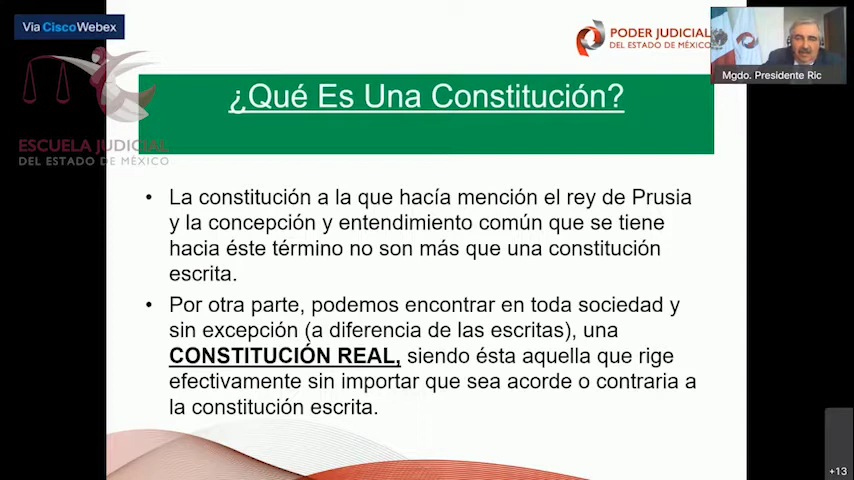 Vía Cisco Webex
PODER JUDICIAL
DEL ESTADO DE MÉXICO
Mgdo. Presidente Ric
¿Qué Es Una Constitución?
ESCUELA JUDICIAL
DEL ESTADO DE MÉXICO
• La constitución a la que hacía mención el rey de Prusia
y la concepción y entendimiento común que se tiene
hacia éste término no son más que una constitución
escrita.
• Por otra parte, podemos encontrar en toda sociedad y
sin excepción (a diferencia de las escritas), una
CONSTITUCIÓN REAL, siendo ésta aquella que rige
efectivamente sin importar que sea acorde o contraria a
la constitución escrita.
+13